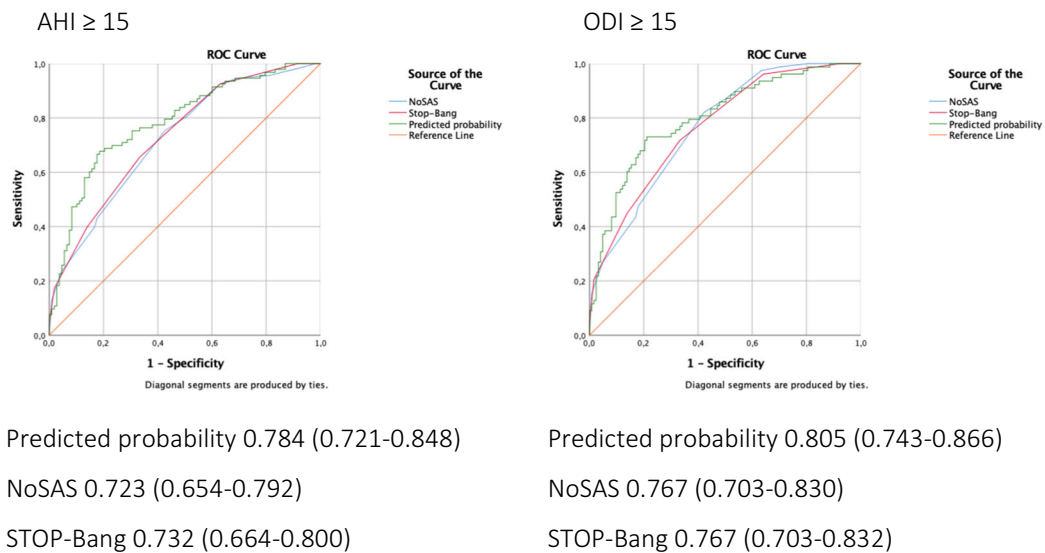 AHI ≥ 15
ROC Curve
Sensitivity
1,0
0,8
0,6
0,4
0,2
0,0
0,0 0,2 0,4 0,6 0,8 1,0
1 - Specificity
Diagonal segments are produced by ties.
Source of the
Curve
NoSAS
Stop-Bang
Predicted probability
Reference Line
Predicted probability 0.784 (0.721-0.848)
NoSAS 0.723 (0.654-0.792)
STOP-Bang 0.732 (0.664-0.800)
ODI ≥ 15
ROC Curve
Sensitivity
1,0
0,8
0,6
0,4
0,2
0,0
0,0 0,2 0,4 0,6 0,8 1,0
1 - Specificity
Diagonal segments are produced by ties.
Source of the
Curve
NoSAS
Stop-Bang
Predicted probability
Reference Line
Predicted probability 0.805 (0.743-0.866)
NoSAS 0.767 (0.703-0.830)
STOP-Bang 0.767 (0.703-0.832)